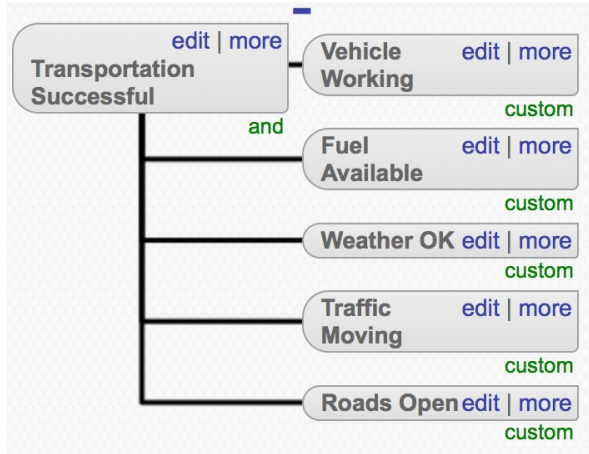 edit | more
Transportation
Successful
and
Vehicle edit | more
Working
custom
Fuel edit | more
Available
custom
Weather OK edit | more
custom
Traffic edit | more
Moving
custom
Roads Open edit | more
custom